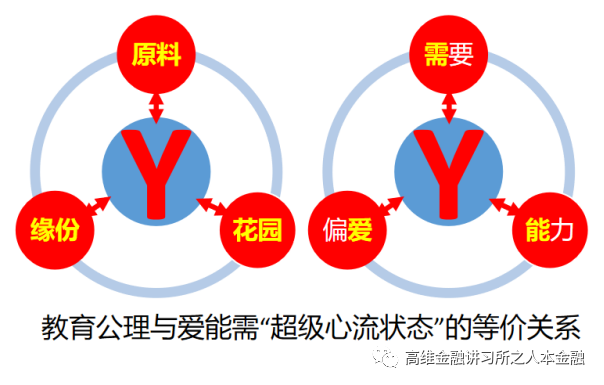 原料
Y
缘份
花园
需要
Y
偏爱
能力
教育公理与爱能需“超级心流状态”的等价关系
高维金融讲习所之人本金融